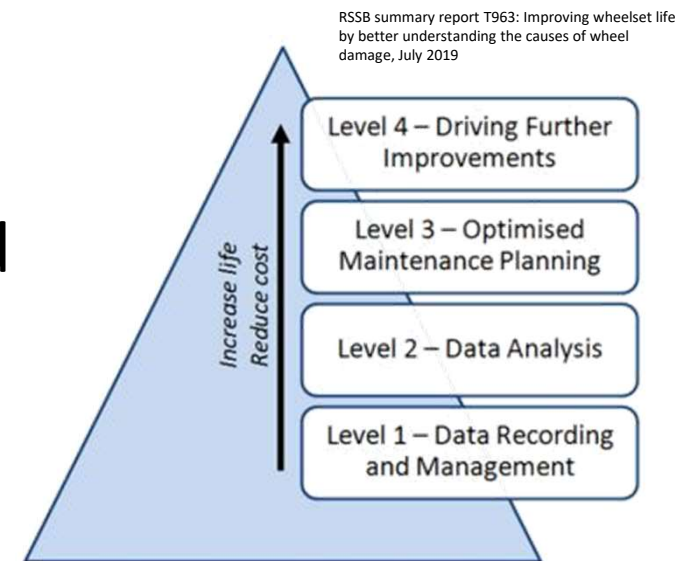 RSSB summary report T963: Improving wheelset life
by better understanding the causes of wheel
damage, July 2019
Level 4 – Driving Further
Improvements
Level 3 – Optimised
Maintenance Planning
Level 2 – Data Analysis
Level 1 – Data Recording
and Management
Increase life
Reduce cost